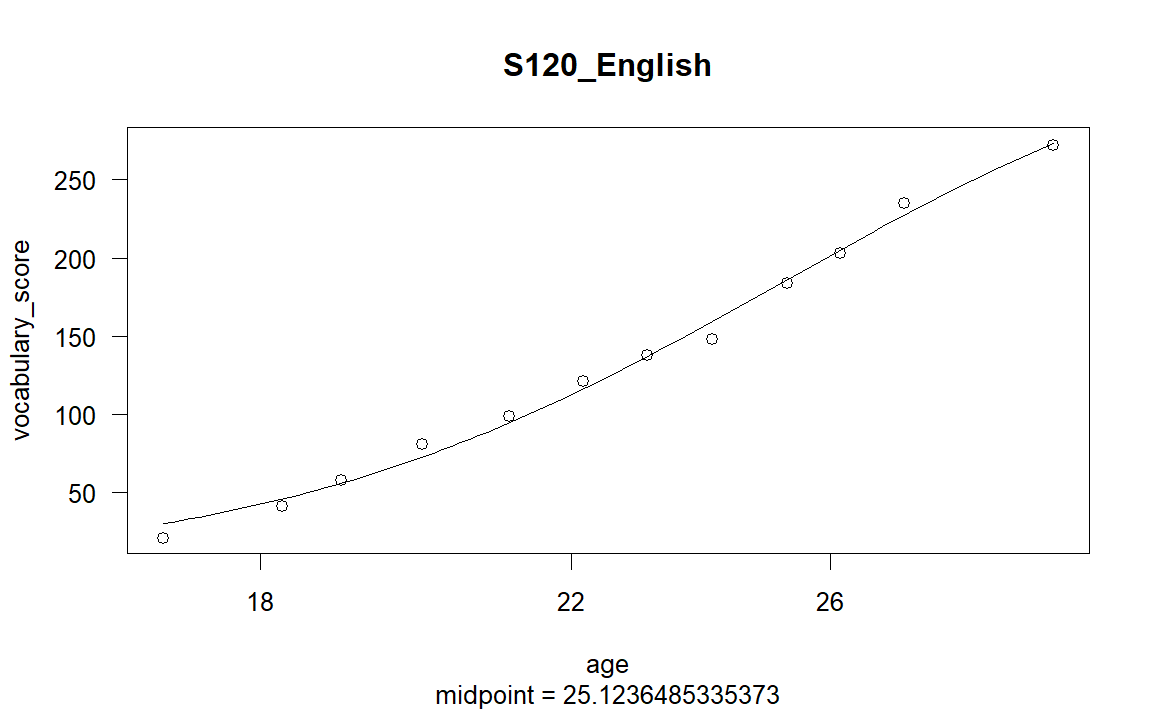 S120_English
vocabulary_score
250
200
150
100
50
18 22 26
age
midpoint = 25.1236485335373